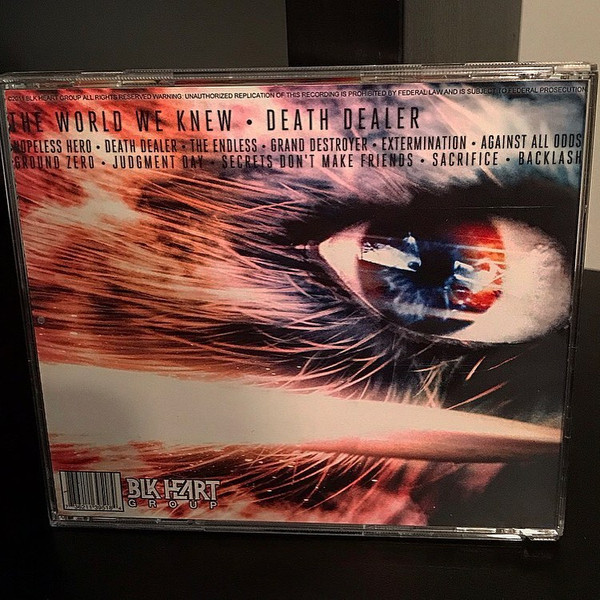 ©2011 BLK HEART GROUP ALL RIGHTS RESERVED WARNING: UNAUTHORIZED REPLICATION OF THIS RECORDING IS PROHIBITED BY FEDERAL LAW AND IS SUBJECT TO FEDERAL PROSECUTION
THE WORLD WE KNEW • DEATH DEALER
HOPELESS HERO • DEATH DEALER • THE ENDLESS • GRAND DESTROYER • EXTERMINATION • AGAINST ALL ODDS
GROUND ZERO • JUDGMENT DAY • SECRETS DON'T MAKE FRIENDS • SACRIFICE • BACKLASH
BLK HEART
GROUP